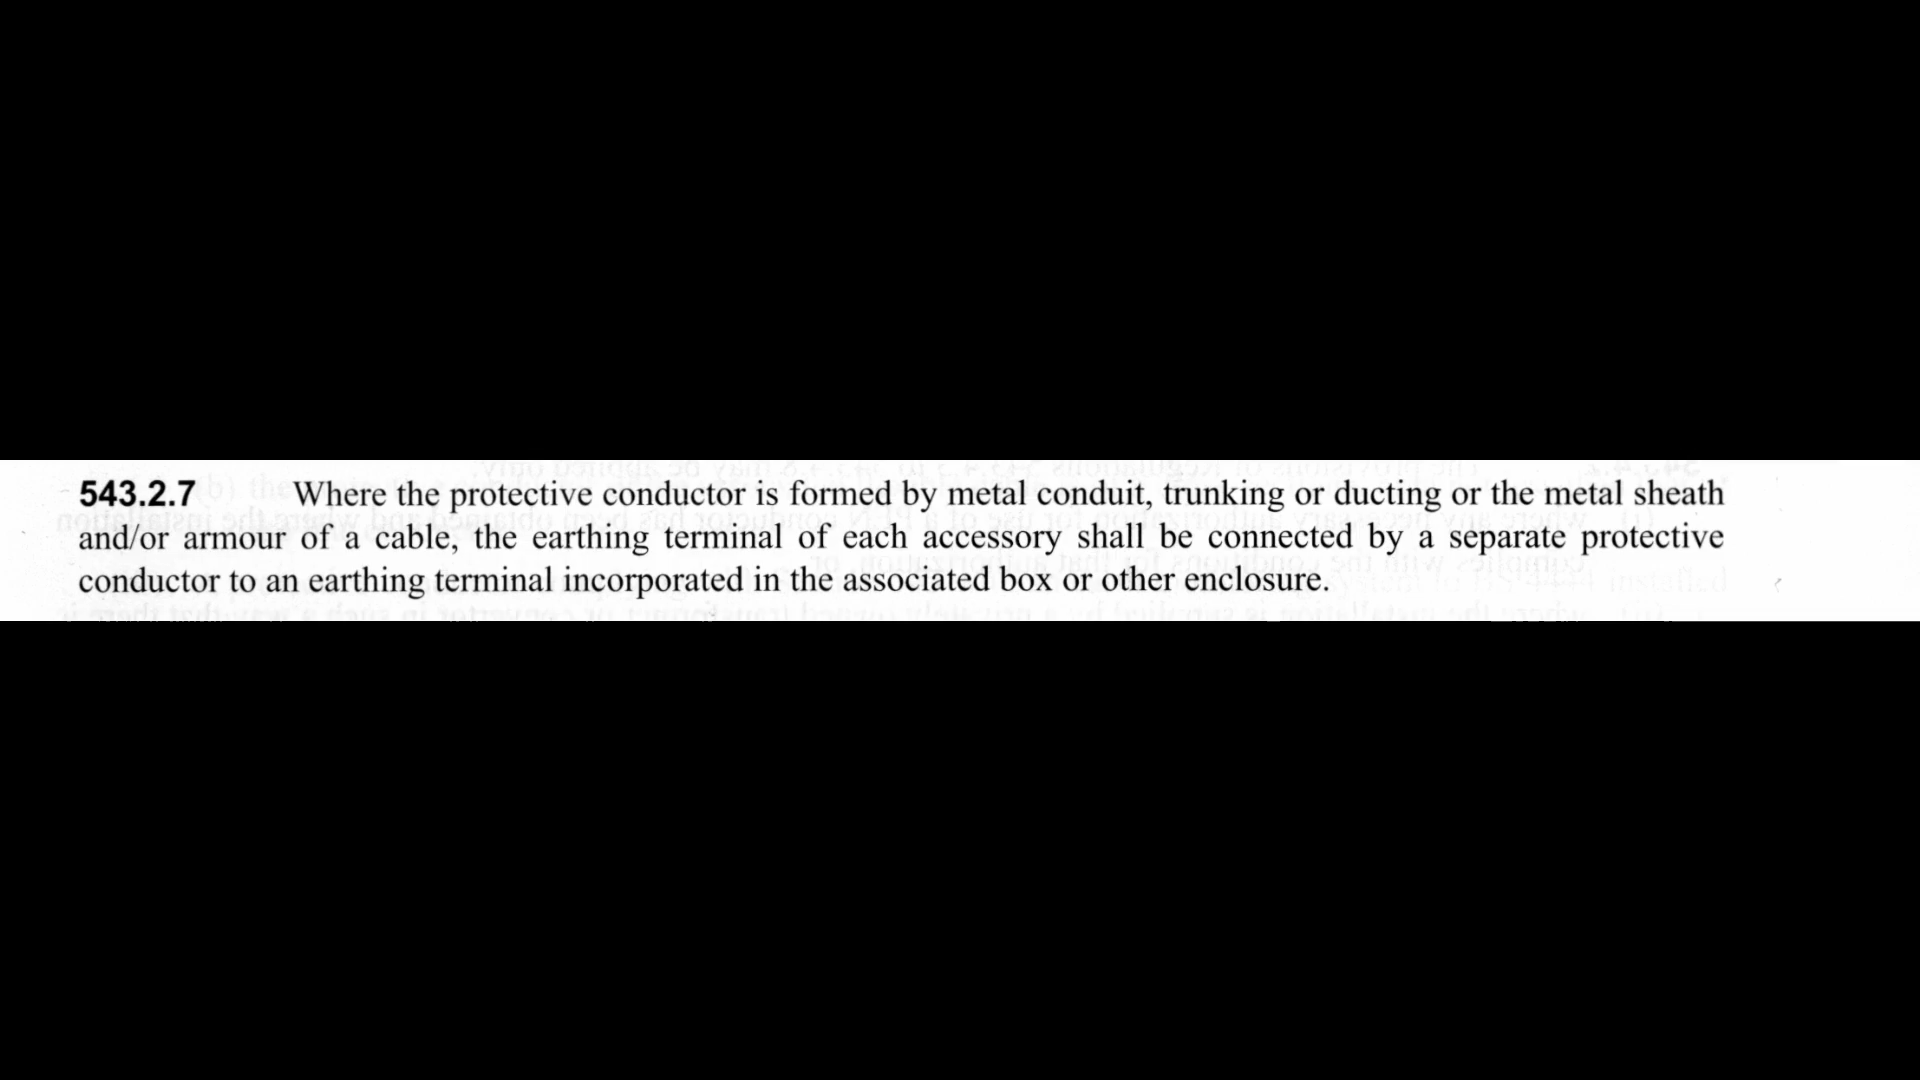 543.2.7 Where the protective conductor is formed by metal conduit, trunking or ducting or the metal sheath
and/or armour of a cable, the earthing terminal of each accessory shall be connected by a separate protective
conductor to an earthing terminal incorporated in the associated box or other enclosure.